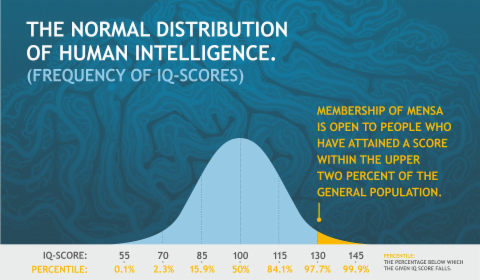 THE NORMAL DISTRIBUTION
OF HUMAN INTELLIGENCE.
(FREQUENCY OF IQ-SCORES)
MEMBERSHIP OF MENSA
IS OPEN TO PEOPLE WHO
HAVE ATTAINED A SCORE
WITHIN THE UPPER
TWO PERCENT OF THE
GENERAL POPULATION.
IQ-SCORE: 55 70 85 100 115 130 145
PERCENTILE: 0.1% 2.3% 15.9% 50% 84.1% 97.7% 99.9%
PERCENTILE:
THE PERCENTAGE BELOW WHICH
THE GIVEN IQ SCORE FALLS.